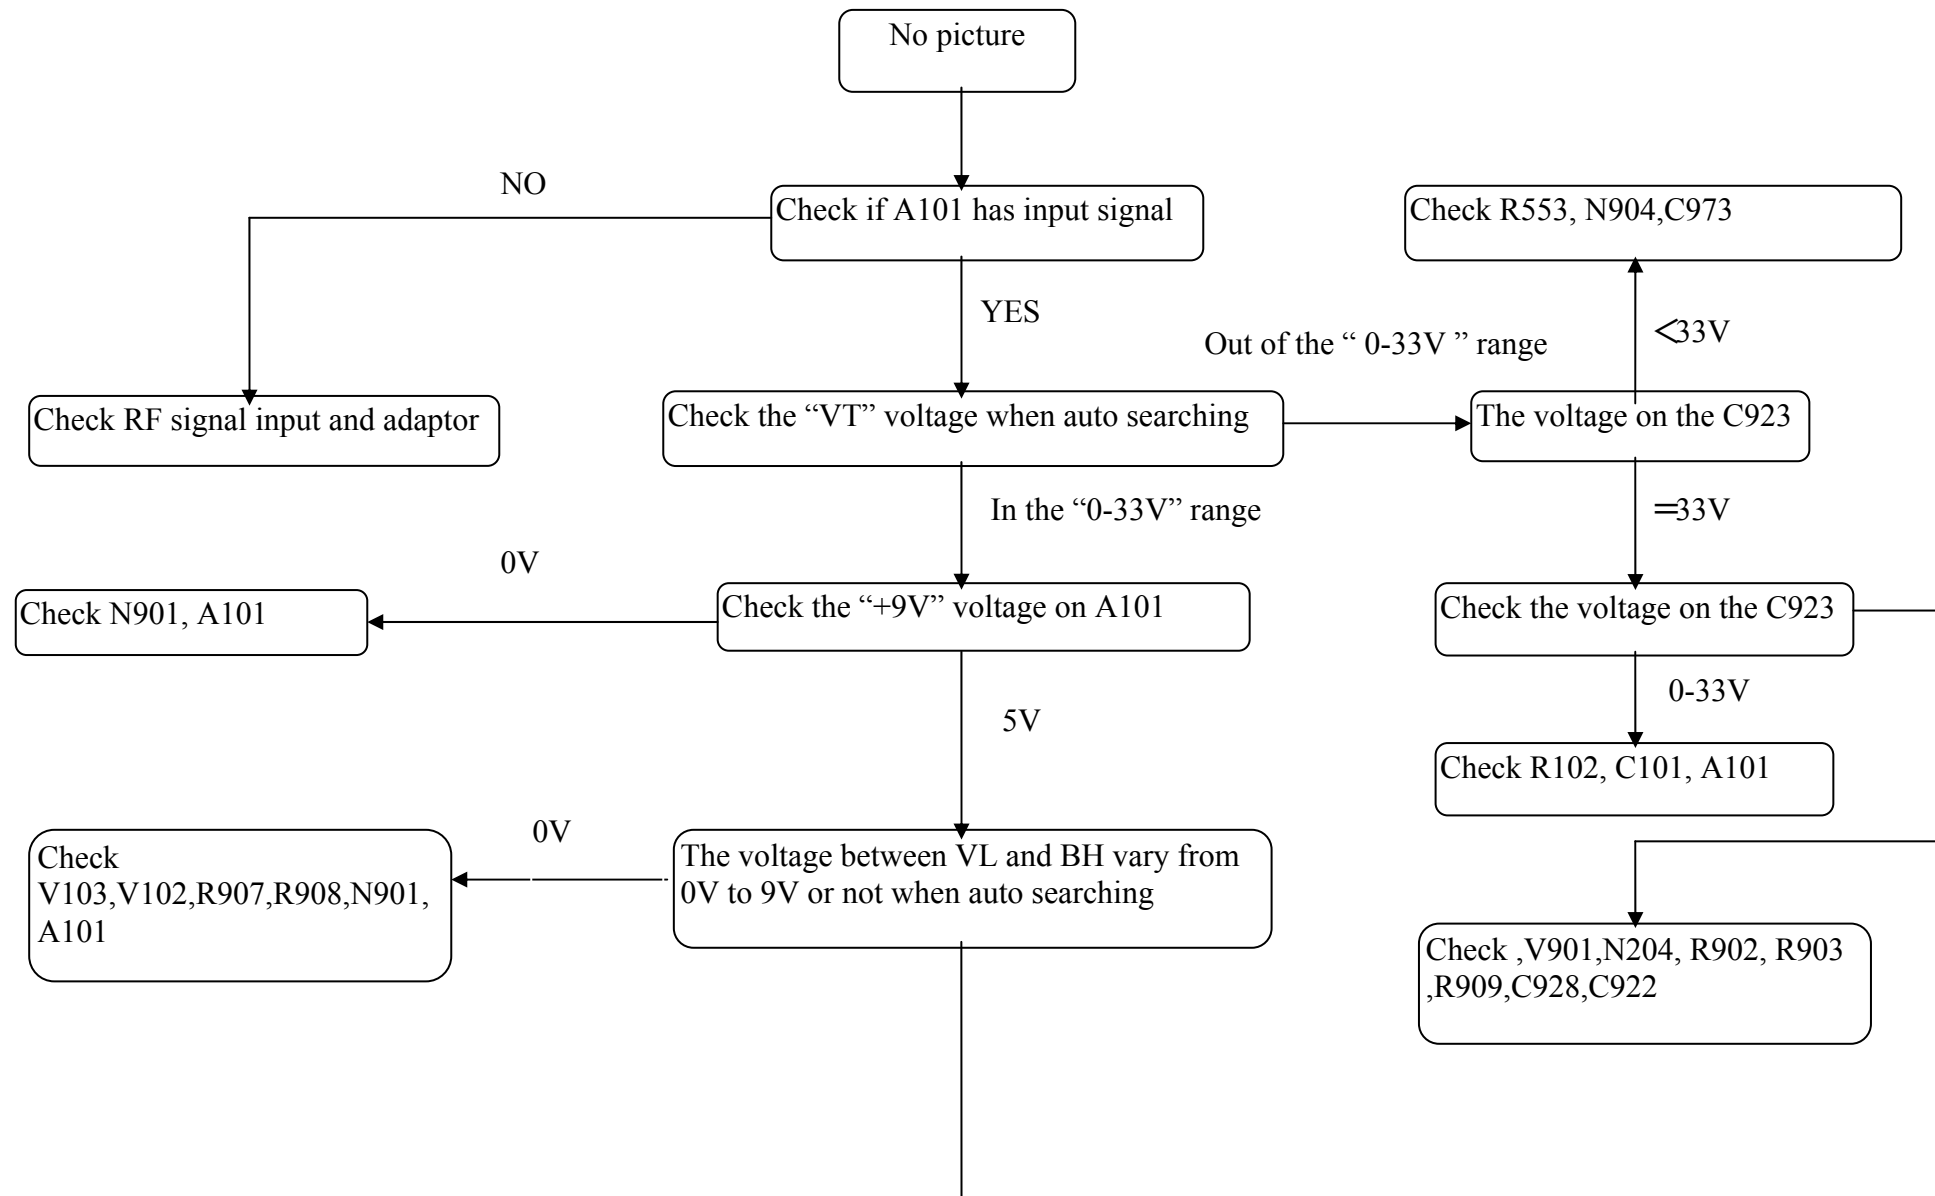 No picture
NO
Check if A101 has input signal
Check R553, N904,C973
YES
Out of the “ 0-33V ” range
<33V
Check RF signal input and adaptor
Check the “VT” voltage when auto searching
The voltage on the C923
In the “0-33V” range
=33V
0V
Check N901, A101
Check the “+9V” voltage on A101
Check the voltage on the C923
0-33V
5V
Check R102, C101, A101
0V
Check
V103,V102,R907,R908,N901,
A101
The voltage between VL and BH vary from
0V to 9V or not when auto searching
Check ,V901,N204, R902, R903
,R909,C928,C922